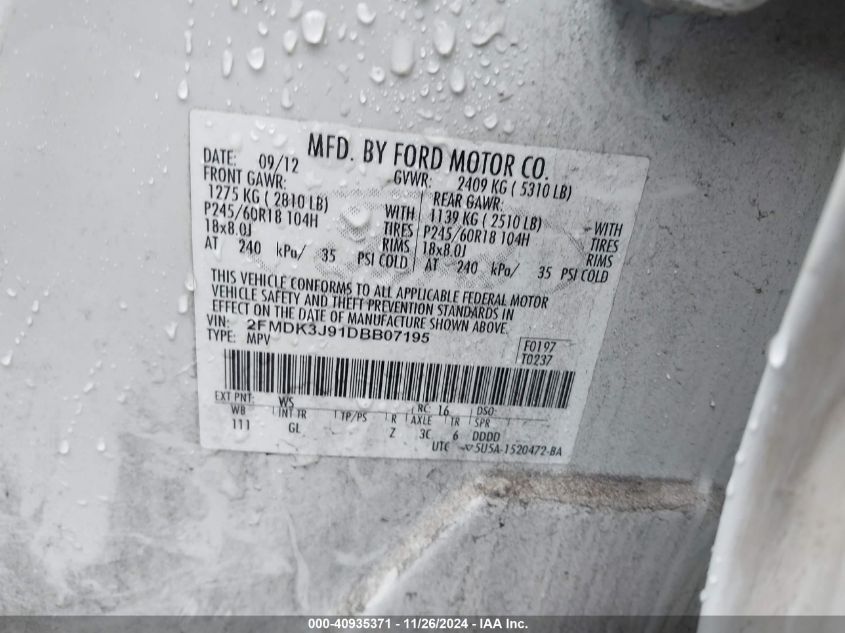 MFD. BY FORD MOTOR CO.
DATE: 09/12 GVWR: 2409 KG ( 5310 LB)
FRONT GAWR: REAR GAWR:
1275 KG ( 2810 LB) WITH 1139 KG ( 2510 LB) WITH
P245/60R18 104H TIRES P245/60R18 104H TIRES
18x8.0J RIMS 18x8.0J RIMS
AT 240 kPa/ 35 PSI COLD AT 240 kPa/ 35 PSI COLD
THIS VEHICLE CONFORMS TO ALL APPLICABLE FEDERAL MOTOR
VEHICLE SAFETY AND THEFT PREVENTION STANDARDS IN
EFFECT ON THE DATE OF MANUFACTURE SHOWN ABOVE.
VIN: 2FMDK3J91DBB07195
TYPE: MPV
F0197
T0237
EXT PNT: WS RC: 16 DSO:
WB INT TR TP/PS R AXLE TR SPR
111 GL Z 3C 6 DDDD
UTC 5U5A-1520472-BA
000-40935371 - 11/26/2024 - IAA Inc.